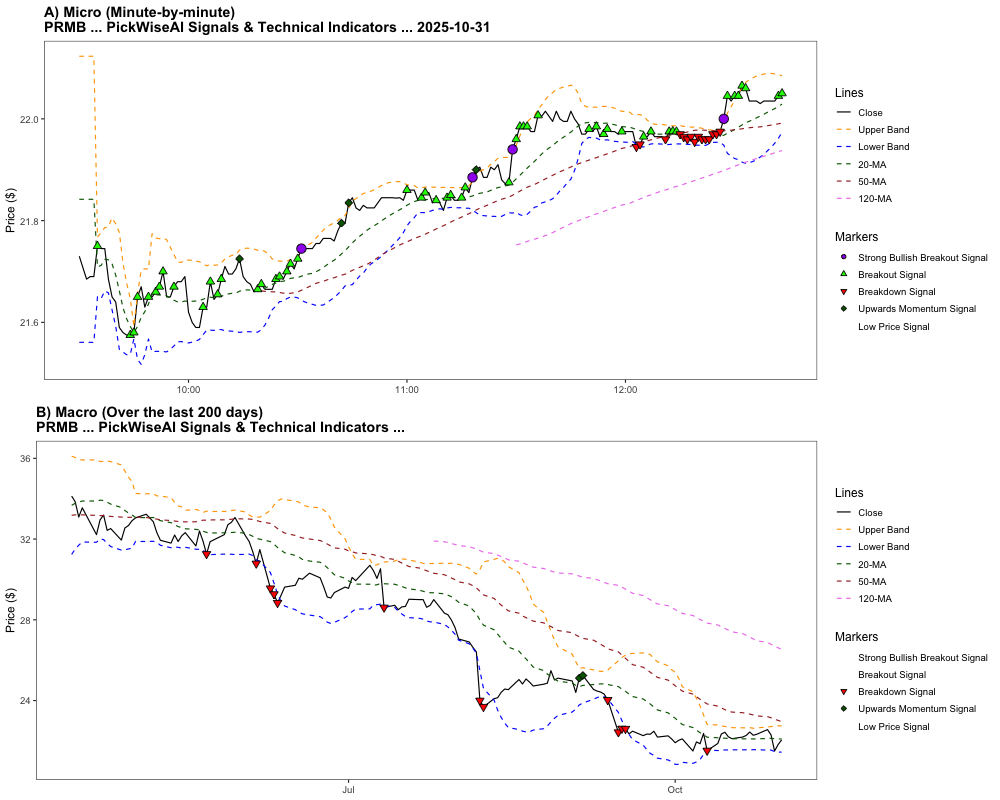 A) Micro (Minute-by-minute)
PRMB ... PickWiseAI Signals & Technical Indicators ... 2025-10-31
Price ($)
22.0
21.8
21.6
10:00
11:00
12:00
Lines
Close
Upper Band
Lower Band
20-MA
50-MA
120-MA
Markers
Strong Bullish Breakout Signal
Breakout Signal
Breakdown Signal
Upwards Momentum Signal
Low Price Signal
B) Macro (Over the last 200 days)
PRMB ... PickWiseAI Signals & Technical Indicators ...
Price ($)
36
32
28
24
Jul
Oct
Lines
Close
Upper Band
Lower Band
20-MA
50-MA
120-MA
Markers
Strong Bullish Breakout Signal
Breakout Signal
Breakdown Signal
Upwards Momentum Signal
Low Price Signal